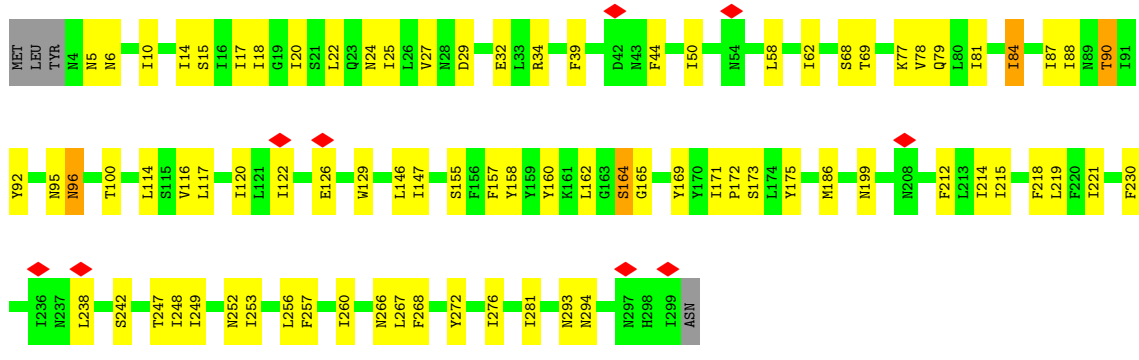 MET LEU TYR N4 N5 N6 I10 I14 S15 I16 I17 I18 G19 I20 S21 L22 Q23 N24 I25 L26 V27 N28 D29 E32 L33 R34 F39 D42 N43 F44 I50 N54 L58 I62 S68 T69 K77 V78 Q79 L80 I81 I84 I87 I88 N89 T90 I91
Y92 N95 N96 T100 L114 S115 V116 L117 I120 L121 I122 E126 W129 L146 I147 S155 F156 F157 Y158 Y159 Y160 K161 L162 G163 S164 G165 Y169 Y170 I171 P172 S173 L174 Y175 M186 N199 N208 F212 L213 I214 I215 F218 L219 F220 I221 F230
I236 N237 L238 S242 T247 I248 I249 N252 I253 L256 F257 I260 N266 L267 F268 Y272 I276 I281 N293 N294 N297 H298 I299 ASN